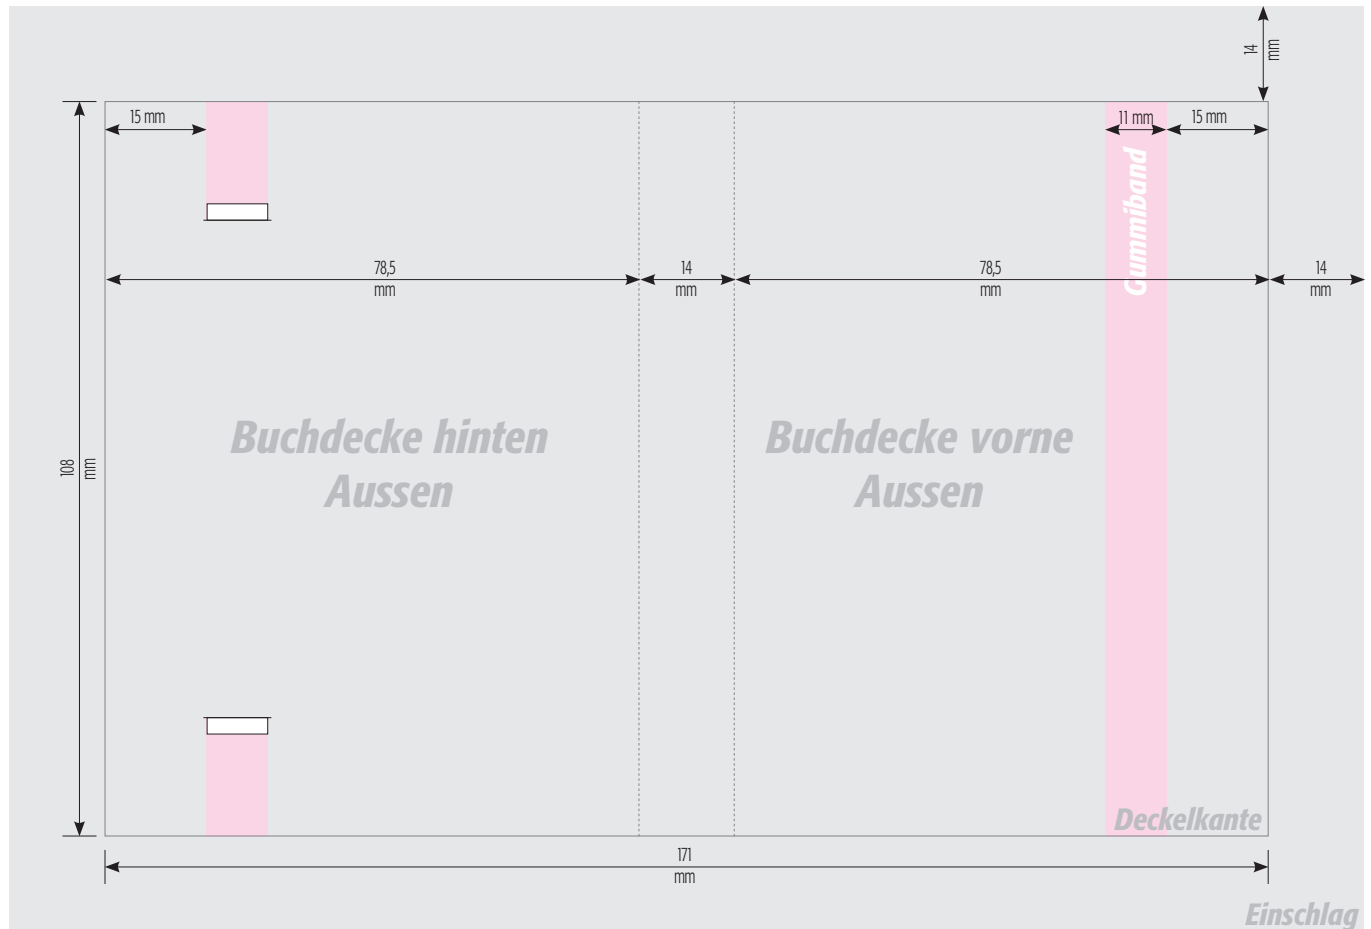 14
mm
15 mm
11 mm
15 mm
Gummiband
78,5
mm
14
mm
78,5
mm
14
mm
Buchdecke hinten
Aussen
Buchdecke vorne
Aussen
108
mm
Deckelkante
171
mm
Einschlag